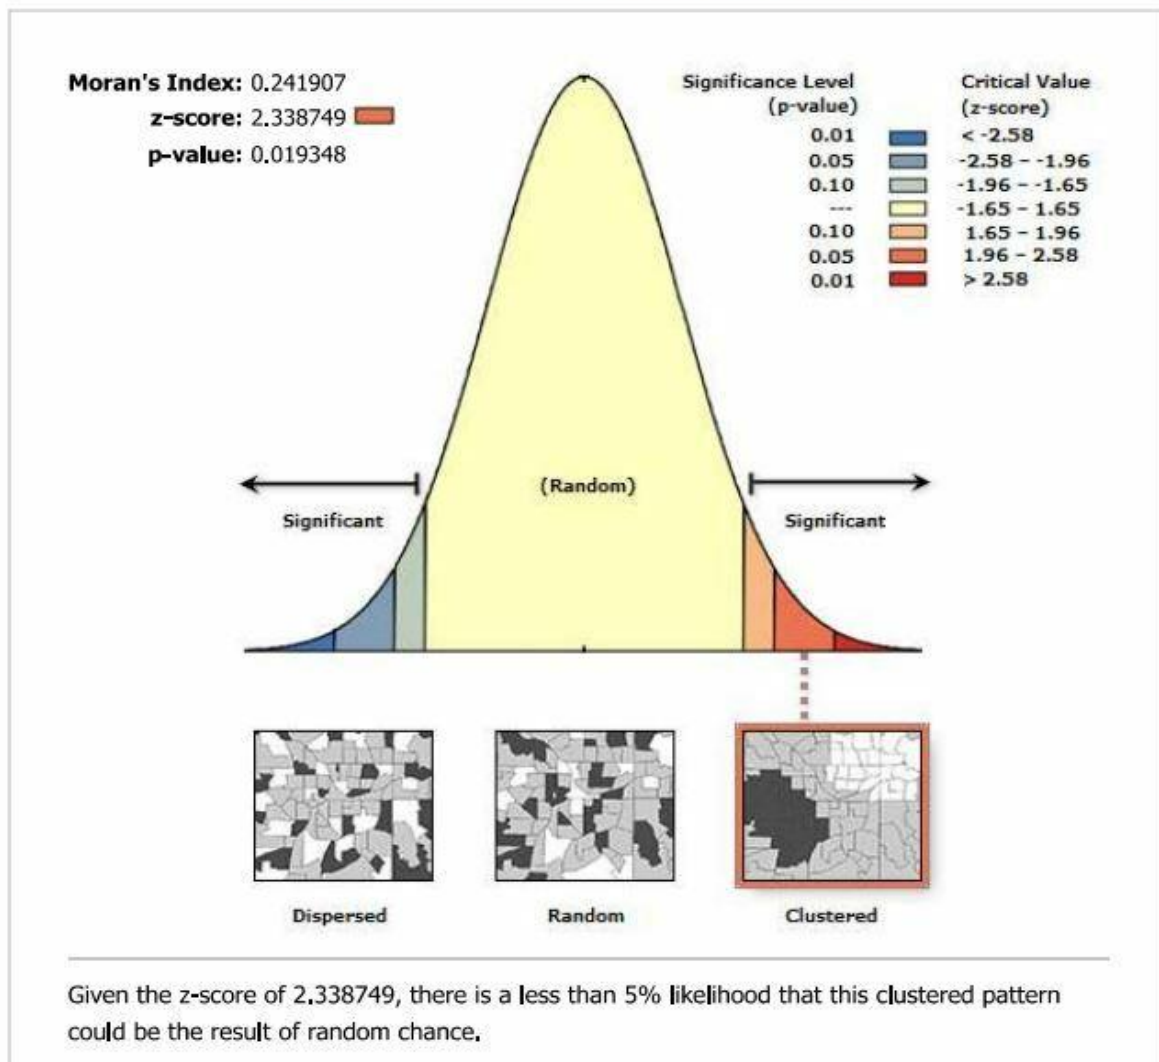 Moran's Index: 0.241907
z-score: 2.338749
p-value: 0.019348
Significance Level Critical Value
(p-value) (z-score)
0.01 < -2.58
0.05 -2.58 – -1.96
0.10 -1.96 – -1.65
--- -1.65 – 1.65
0.10 1.65 – 1.96
0.05 1.96 – 2.58
0.01 > 2.58
(Random)
Significant Significant
Dispersed Random Clustered
Given the z-score of 2.338749, there is a less than 5% likelihood that this clustered pattern
could be the result of random chance.